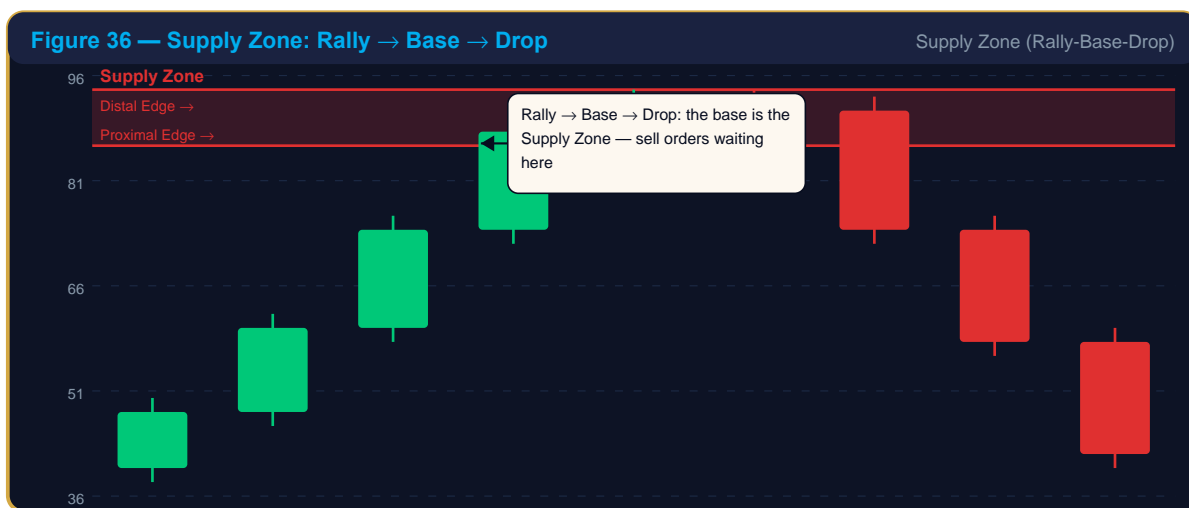 Figure 36 — Supply Zone: Rally → Base → Drop
Supply Zone (Rally-Base-Drop)
96
Supply Zone
Distal Edge →
Proximal Edge →
Rally → Base → Drop: the base is the
Supply Zone — sell orders waiting
here
81
66
51
36